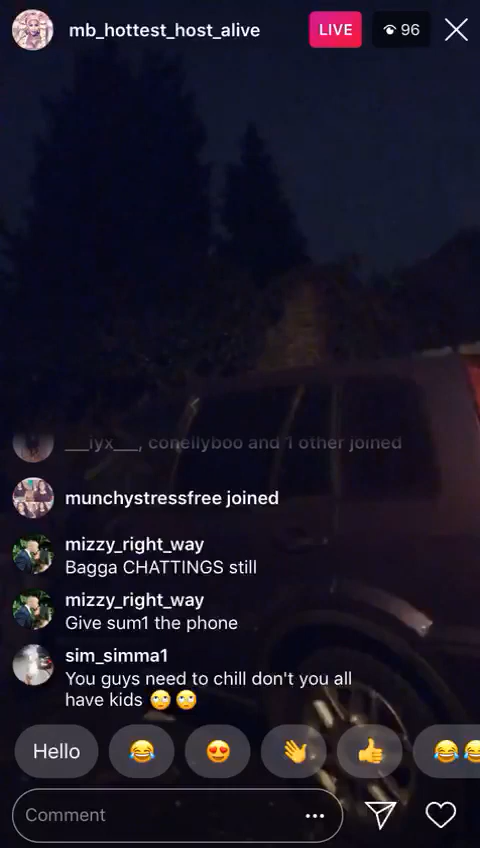 mb_hottest_host_alive
LIVE
96
___iyx___, conellyboo and 1 other joined
munchystressfree joined
mizzy_right_way
Bagga CHATTINGS still
mizzy_right_way
Give sum1 the phone
sim_simma1
You guys need to chill don't you all
have kids 🙄🙄
Hello 😂 😍 👋 👍 😂😂
Comment